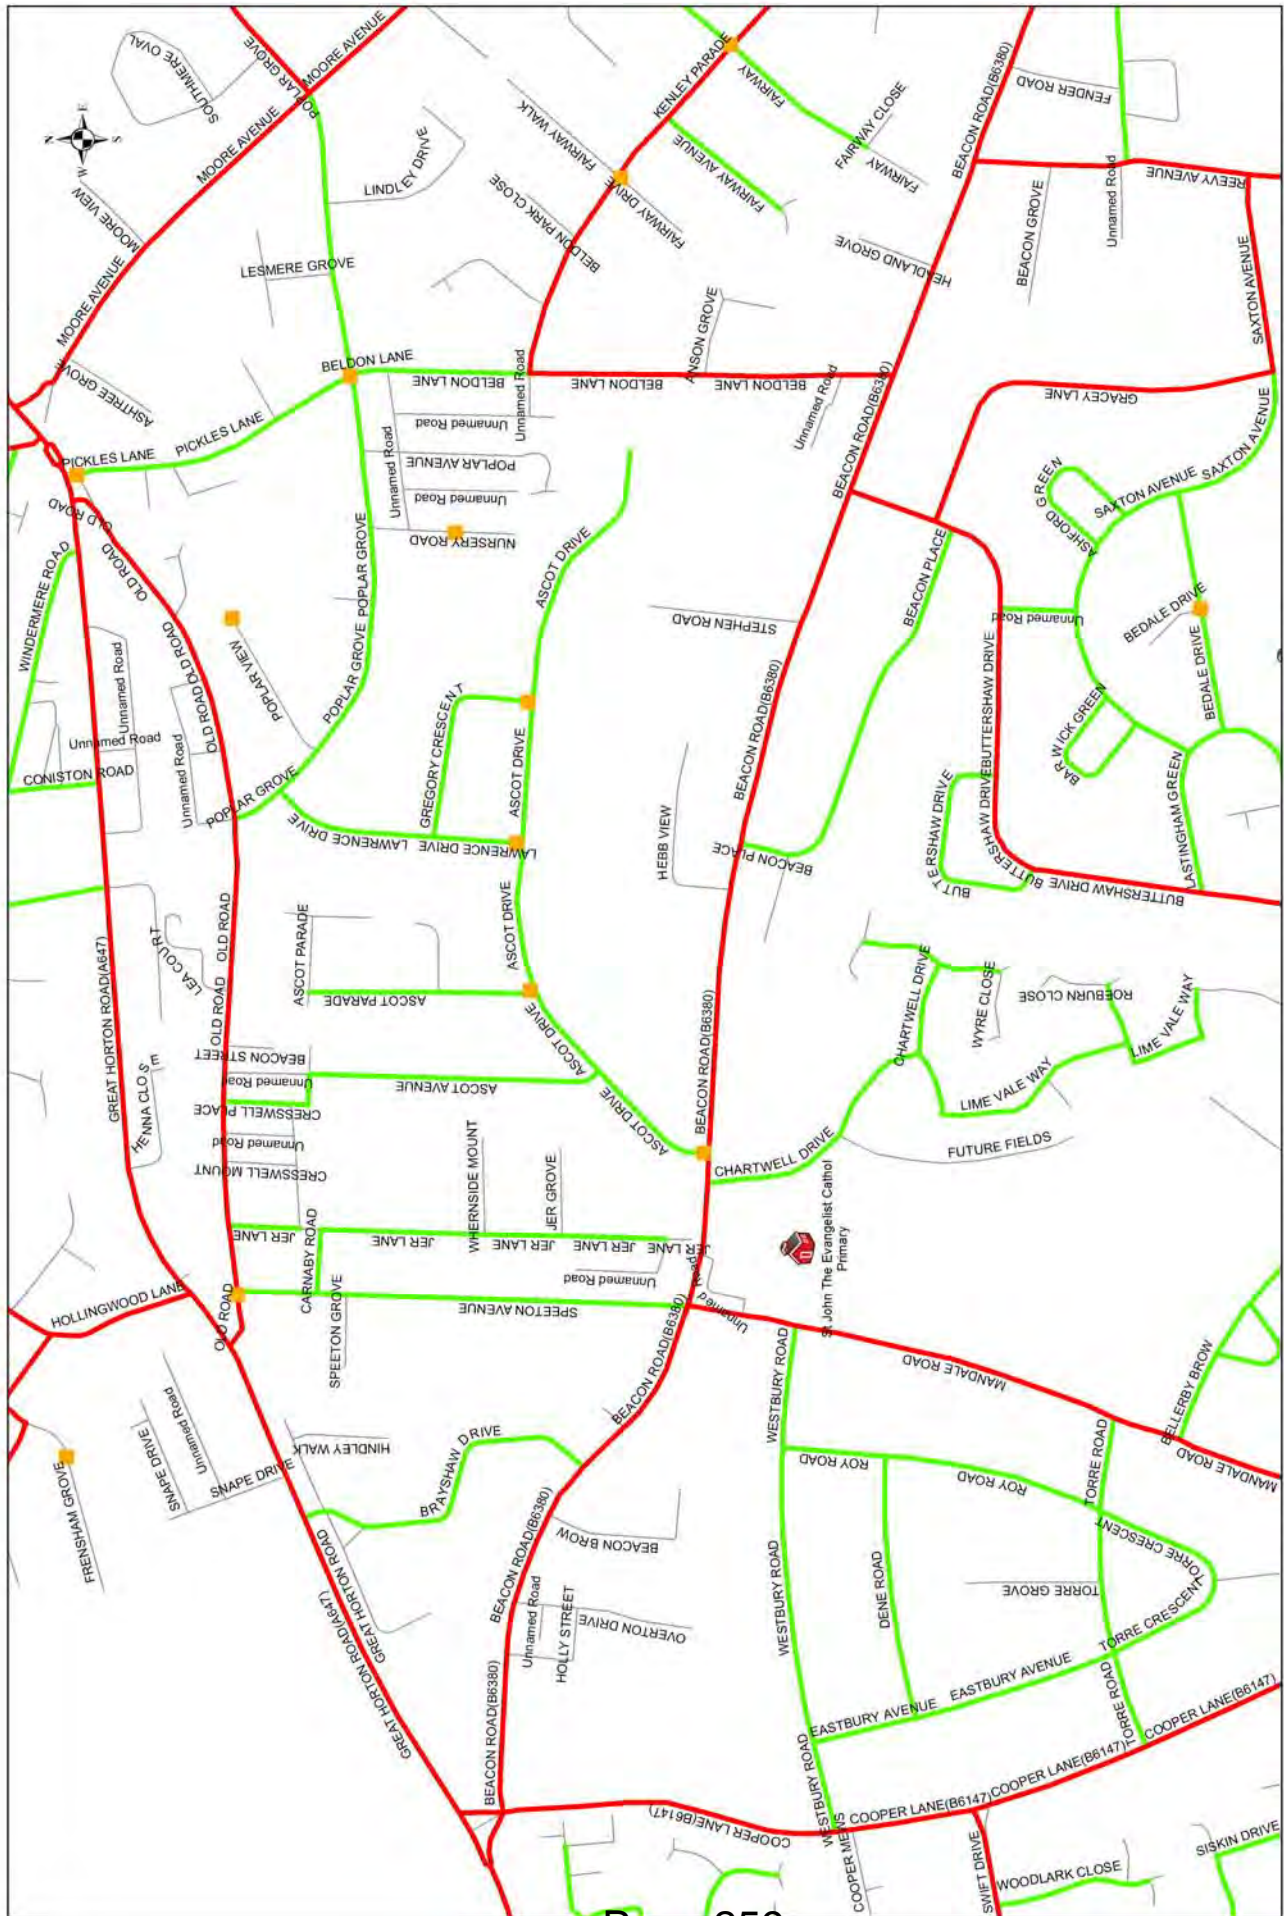 MOORE AVENUE
POPLAR GROVE
SOUTHMERE OVAL
N
E
S
W
MOORE AVENUE
POPLAR GROVE
MOORE VIEW
LINDLEY DRIVE
FAIRWAY WALK
KENLEY PARADE
FAIRWAY
FAIRWAY CLOSE
FAIRWAY
FAIRWAY AVENUE
BEACON ROAD(B6380)
FENDER ROAD
REEVY AVENUE
Unnamed Road
BEACON GROVE
HEADLAND GROVE
FAIRWAY DRIVE
BELDON PARK CLOSE
LESMERE GROVE
MOORE AVENUE
ASHTREE GROVE
BELDON LANE
BELDON LANE
Unnamed Road
BELDON LANE
BELDON LANE
BELDON LANE
ANSON GROVE
Unnamed Road
BEACON ROAD(B6380)
GRACEY LANE
SAXTON AVENUE
SAXTON AVENUE
SAXTON AVENUE
ASHFORD GREEN
PICKLES LANE
PICKLES LANE
OLD ROAD
OLD ROAD
Unnamed Road
Unnamed Road
POPLAR AVENUE
Unnamed Road
NURSERY ROAD
POPLAR GROVE
POPLAR GROVE
POPLAR GROVE
ASCOT DRIVE
WINDERMERE ROAD
OLD ROAD
OLD ROAD
POPLAR VIEW
Unnamed Road
Unnamed Road
Unnamed Road
CONISTON ROAD
POPLAR GROVE
LAWRENCE DRIVE
LAWRENCE DRIVE
LAWRENCE DRIVE
GREGORY CRESCENT
ASCOT DRIVE
STEPHEN ROAD
BEACON ROAD(B6380)
BEACON PLACE
BEACON PLACE
HEBB VIEW
BUTTERSHAW DRIVE
BUTTERSHAW DRIVE
BUTTERSHAW DRIVE
BUTTERSHAW DRIVE
BUTTERSHAW DRIVE
Unnamed Road
BEDALE DRIVE
BEDALE DRIVE
BARWICK GREEN
LASTINGHAM GREEN
GREAT HORTON ROAD(A647)
LEA COURT
OLD ROAD
OLD ROAD
ASCOT PARADE
ASCOT PARADE
ASCOT DRIVE
ASCOT DRIVE
ASCOT DRIVE
BEACON STREET
Unnamed Road
CRESSWELL PLACE
Unnamed Road
CRESSWELL MOUNT
ASCOT AVENUE
HENNA CLOSE
BEACON ROAD(B6380)
CHARTWELL DRIVE
CHARTWELL DRIVE
WYRE CLOSE
ROEBURN CLOSE
LIME VALE WAY
LIME VALE WAY
FUTURE FIELDS
WHERNSIDE MOUNT
JER GROVE
JER LANE
JER LANE
JER LANE
JER LANE
JER LANE
CARNABY ROAD
Unnamed Road
Unnamed Road
SPEETON AVENUE
SPEETON GROVE
St John The Evangelist Cathol
Primary
HOLLINGWOOD LANE
OLD ROAD
BEACON ROAD(B6380)
MANDALE ROAD
MANDALE ROAD
BELLERBY BROW
WESTBURY ROAD
WESTBURY ROAD
WESTBURY ROAD
ROY ROAD
ROY ROAD
TORRE ROAD
TORRE CRESCENT
TORRE CRESCENT
TORRE GROVE
TORRE ROAD
DENE ROAD
EASTBURY AVENUE
EASTBURY AVENUE
FRENSHAM GROVE
SNAPE DRIVE
Unnamed Road
SNAPE DRIVE
HINDLEY WALK
BRAYSHAW DRIVE
GREAT HORTON ROAD
GREAT HORTON ROAD(A647)
GREAT HORTON ROAD
BEACON ROAD(B6380)
BEACON BROW
Unnamed Road
HOLLY STREET
OVERTON DRIVE
BEACON ROAD(B6380)
COOPER LANE(B6147)
COOPER LANE(B6147)
COOPER LANE(B6147)
COOPER LANE(B6147)
COOPER MEWS
SWIFT DRIVE
WOODLARK CLOSE
SISKIN DRIVE